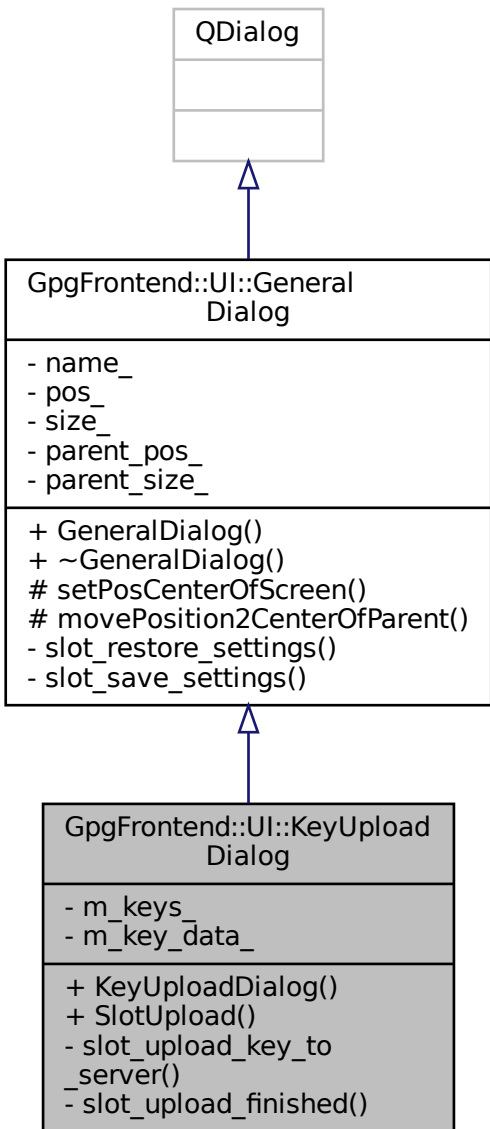 QDialog
GpgFrontend::UI::General
Dialog
- name_
- pos_
- size_
- parent_pos_
- parent_size_
+ GeneralDialog()
+ ~GeneralDialog()
# setPosCenterOfScreen()
# movePosition2CenterOfParent()
- slot_restore_settings()
- slot_save_settings()
GpgFrontend::UI::KeyUpload
Dialog
- m_keys_
- m_key_data_
+ KeyUploadDialog()
+ SlotUpload()
- slot_upload_key_to
_server()
- slot_upload_finished()